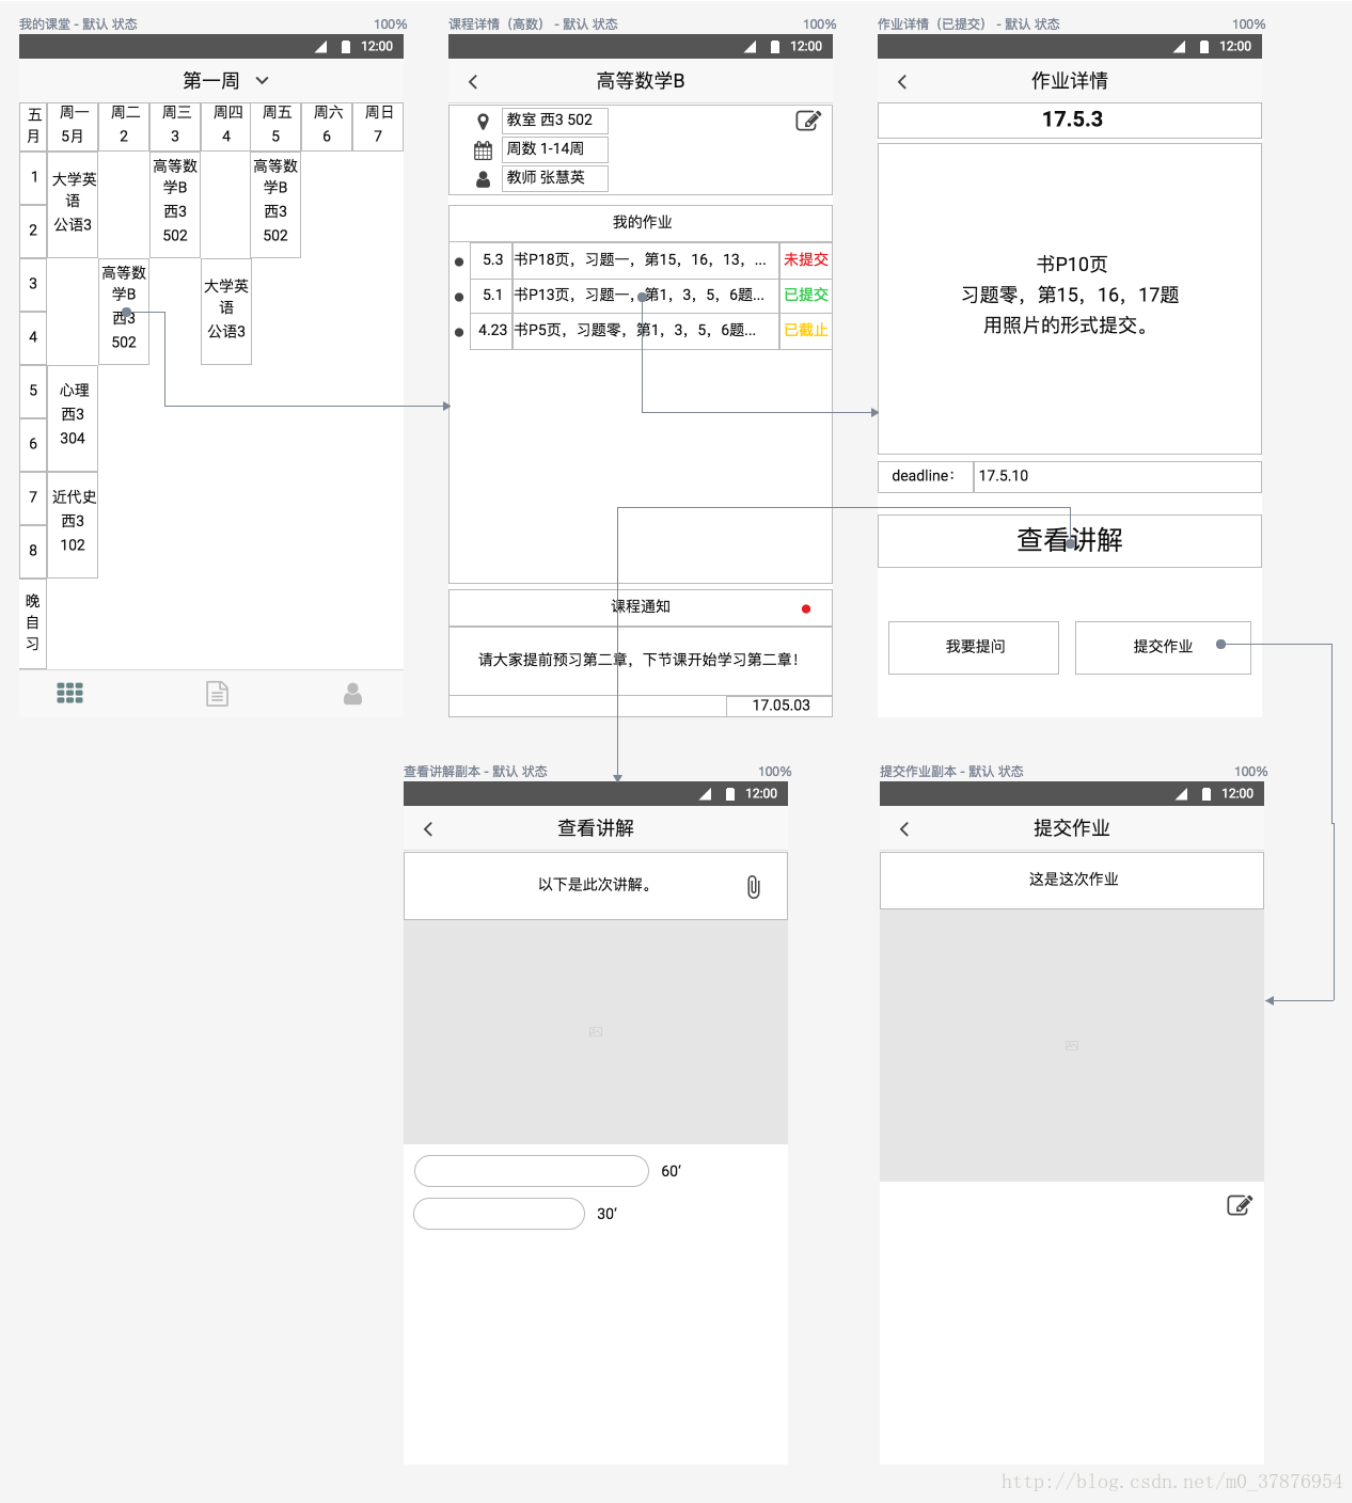 我的课堂 - 默认 状态 100%
12:00
第一周
五月 周一 5月 周二 2 周三 3 周四 4 周五 5 周六 6 周日 7
1
2
3
4
5
6
7
8
晚自习
大学英语
公语3
高等数学B
西3
502
高等数学B
西3
502
高等数学B
西3
502
大学英语
公语3
心理
西3
304
近代史
西3
102
课程详情（高数） - 默认 状态 100%
12:00
高等数学B
教室 西3 502
周数 1-14周
教师 张慧英
我的作业
5.3 书P18页，习题一，第15，16，13，... 未提交
5.1 书P13页，习题一，第1，3，5，6题... 已提交
4.23 书P5页，习题零，第1，3，5，6题... 已截止
课程通知
请大家提前预习第二章，下节课开始学习第二章！
17.05.03
作业详情（已提交） - 默认 状态 100%
12:00
作业详情
17.5.3
书P10页
习题零，第15，16，17题
用照片的形式提交。
deadline： 17.5.10
查看讲解
我要提问 提交作业
查看讲解副本 - 默认 状态 100%
12:00
查看讲解
以下是此次讲解。
60′
30′
提交作业副本 - 默认 状态 100%
12:00
提交作业
这是这次作业
http://blog.csdn.net/m0_37876954